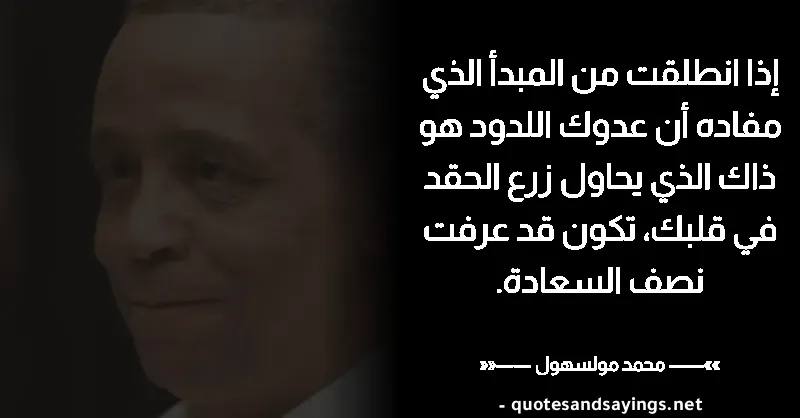 إذا انطلقت من المبدأ الذي
مفاده أن عدوك اللدود هو
ذاك الذي يحاول زرع الحقد
في قلبك، تكون قد عرفت
نصف السعادة.
»»—— محمد مولسهول ——««
- quotesandsayings.net